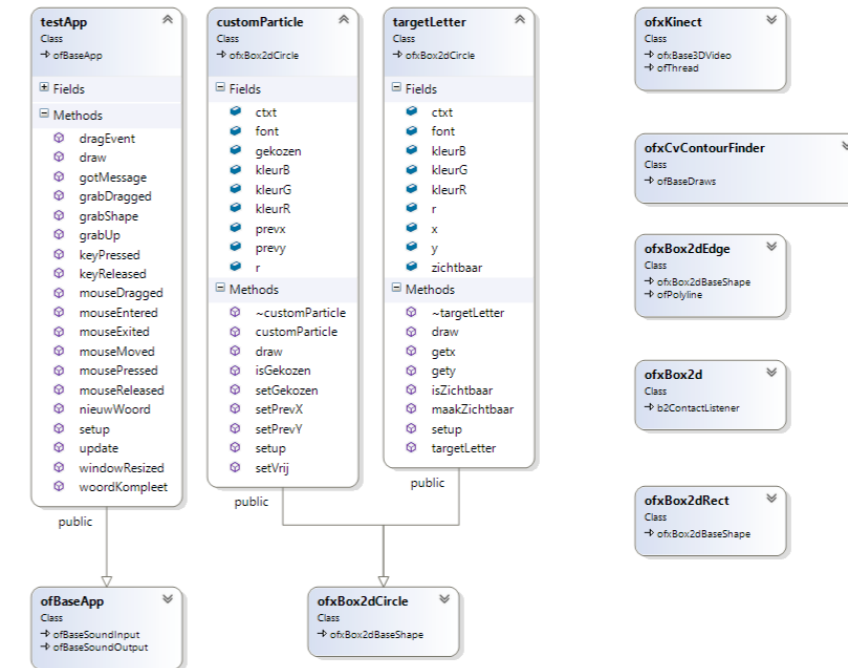 testApp
Class
ofBaseApp
Fields
Methods
dragEvent
draw
gotMessage
grabDragged
grabShape
grabUp
keyPressed
keyReleased
mouseDragged
mouseEntered
mouseExited
mouseMoved
mousePressed
mouseReleased
nieuwWoord
setup
update
windowResized
woordKompleet
public
ofBaseApp
Class
ofBaseSoundInput
ofBaseSoundOutput
customParticle
Class
ofxBox2dCircle
Fields
ctxt
font
gekozen
kleurB
kleurG
kleurR
prevx
prevy
r
Methods
~customParticle
customParticle
draw
isGekozen
setGekozen
setPrevX
setPrevY
setup
setVrij
public
targetLetter
Class
ofxBox2dCircle
Fields
ctxt
font
kleurB
kleurG
kleurR
r
x
y
zichtbaar
Methods
~targetLetter
draw
getx
gety
isZichtbaar
maakZichtbaar
setup
targetLetter
public
ofxBox2dCircle
Class
ofxBox2dBaseShape
ofxKinect
Class
ofxBase3DVideo
ofThread
ofxCvContourFinder
Class
ofBaseDraws
ofxBox2dEdge
Class
ofxBox2dBaseShape
ofPolyline
ofxBox2d
Class
b2ContactListener
ofxBox2dRect
Class
ofxBox2dBaseShape